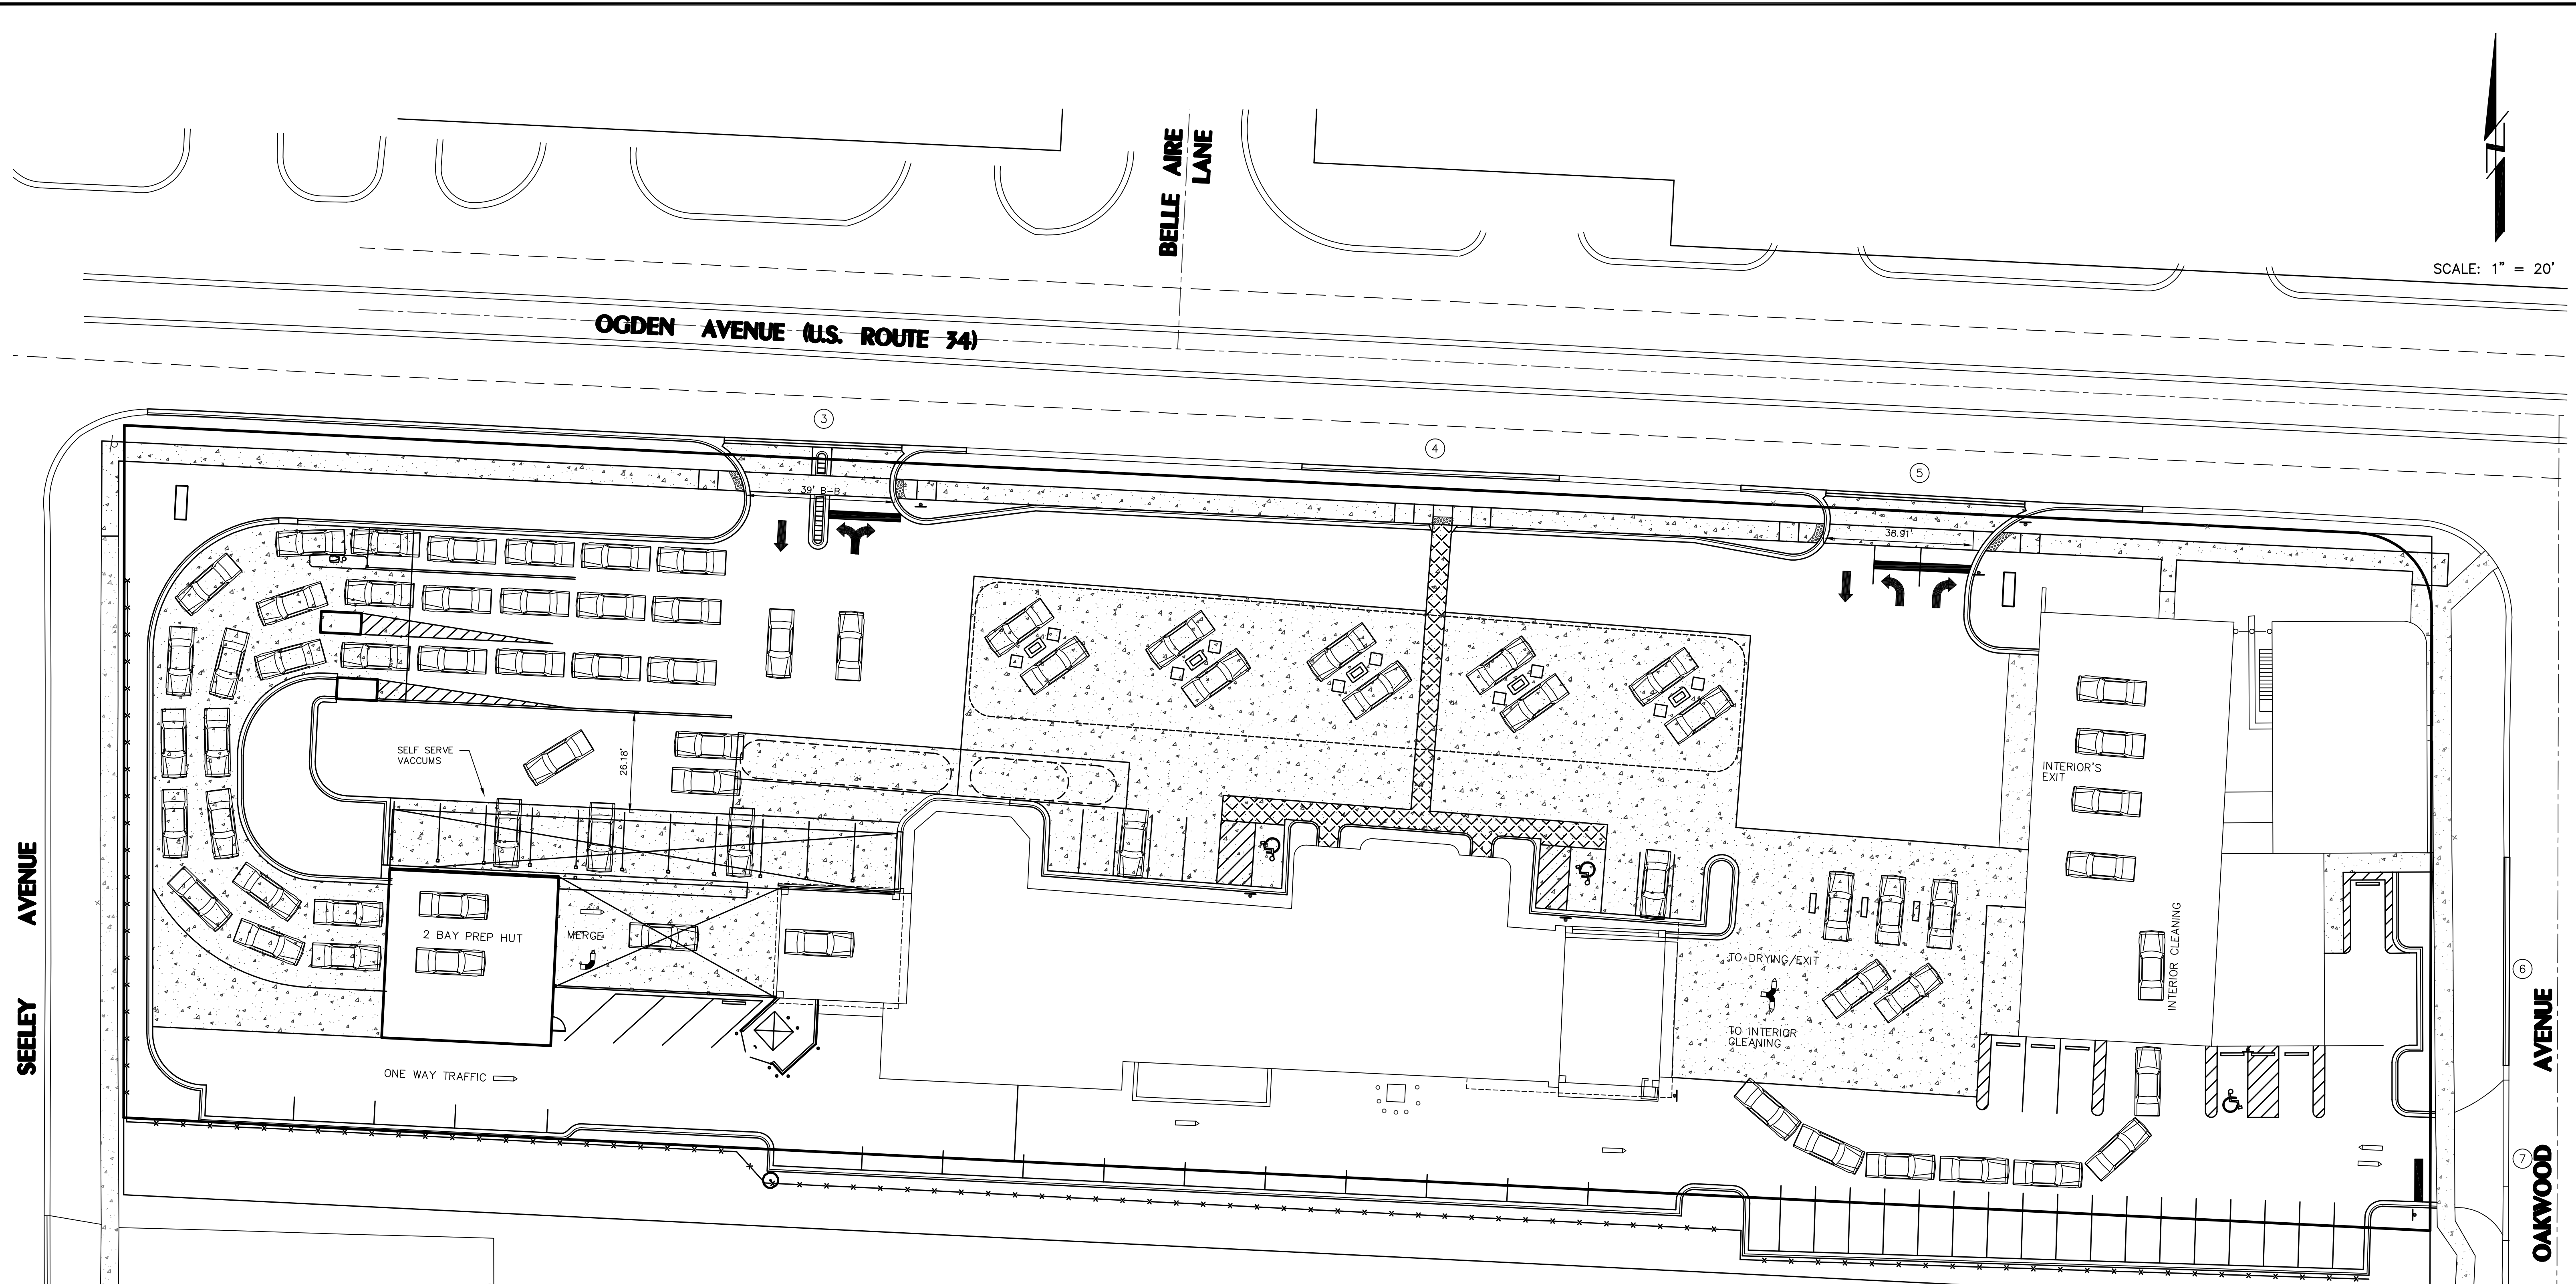 BELLE AIRE
LANE
SCALE: 1" = 20'
OGDEN AVENUE (U.S. ROUTE 34)
3
4
5
39' B-B
38.91'
SELF SERVE
VACCUMS
26.18'
INTERIOR'S
EXIT
2 BAY PREP HUT
MERGE
TO DRYING/EXIT
TO INTERIOR
CLEANING
INTERIOR CLEANING
ONE WAY TRAFFIC
SEELEY AVENUE
6
7
OAKWOOD AVENUE